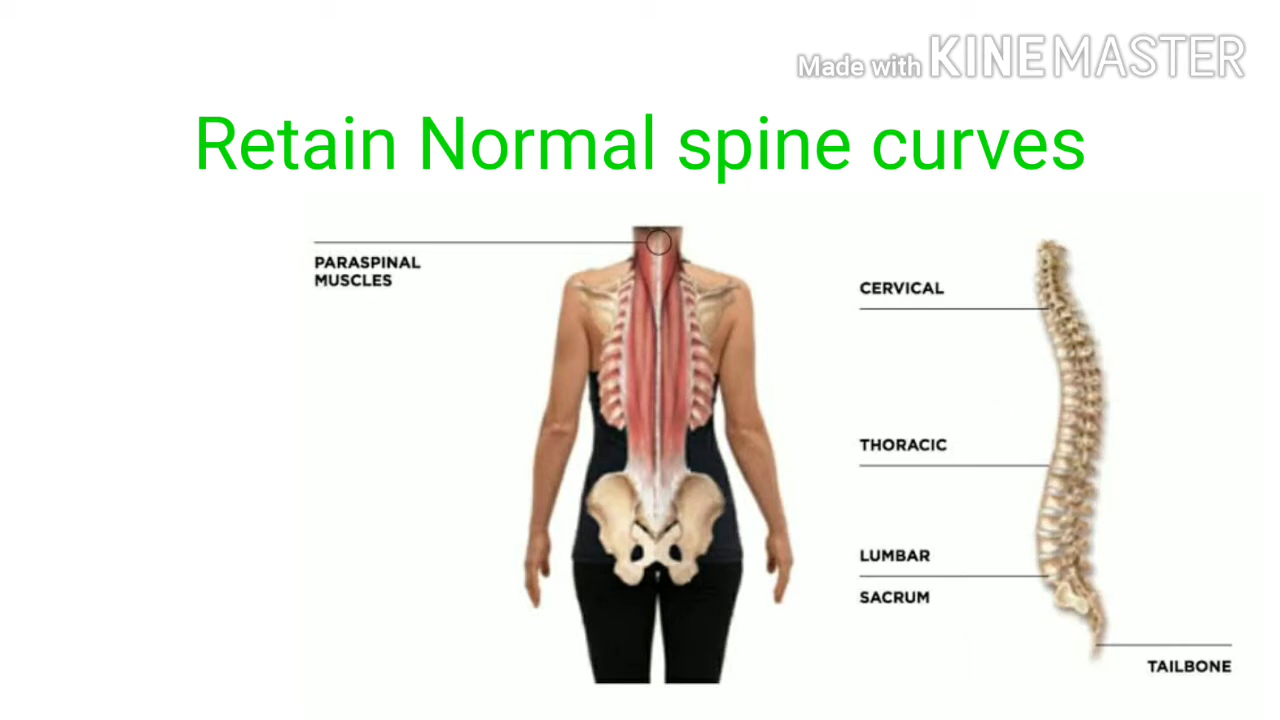 Made with KINEMASTER
Retain Normal spine curves
PARASPINAL
MUSCLES
CERVICAL
THORACIC
LUMBAR
SACRUM
TAILBONE